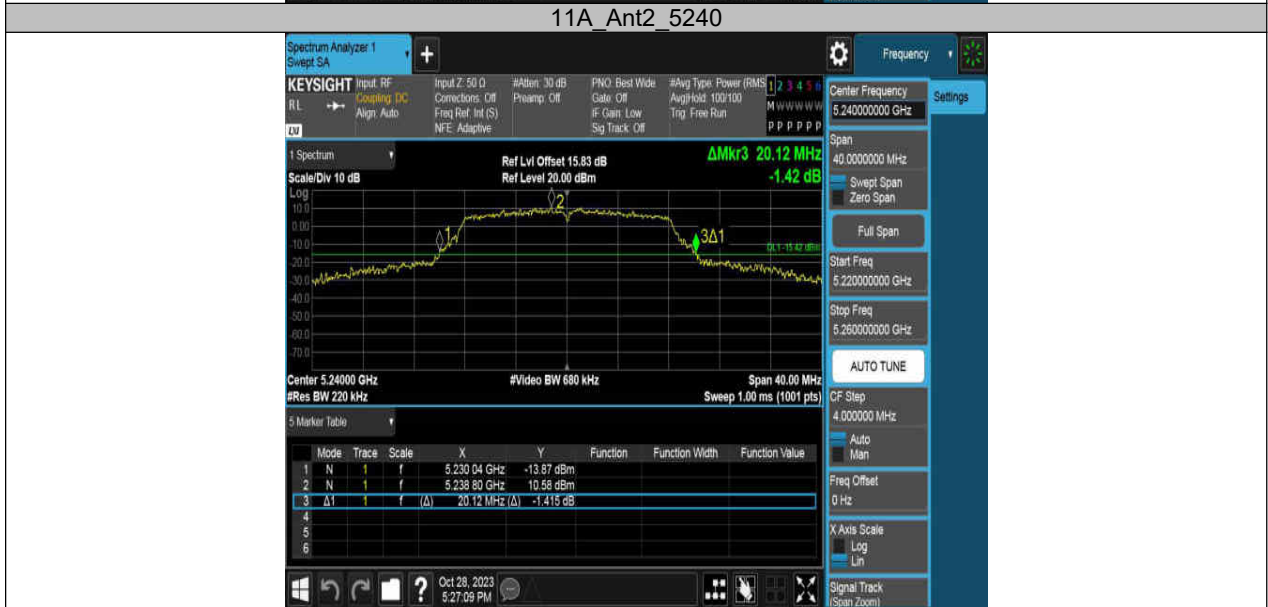 11A_Ant2_5240
Spectrum Analyzer 1
Swept SA
+
Frequency
KEYSIGHT
RL
LXI
Input: RF
Coupling: DC
Align: Auto
Input Z: 50 Ω
Corrections: Off
Freq Ref: Int (S)
NFE: Adaptive
#Atten: 30 dB
Preamp: Off
PNO: Best Wide
Gate: Off
IF Gain: Low
Sig Track: Off
#Avg Type: Power (RMS
Avg|Hold: 100/100
Trig: Free Run
1 2 3 4 5 6
M W W W W W
P P P P P P
Center Frequency
5.240000000 GHz
Settings
Span
40.0000000 MHz
Swept Span
Zero Span
Full Span
Start Freq
5.220000000 GHz
Stop Freq
5.260000000 GHz
AUTO TUNE
CF Step
4.000000 MHz
Auto
Man
Freq Offset
0 Hz
X Axis Scale
Log
Lin
Signal Track
(Span Zoom)
1 Spectrum
Scale/Div 10 dB
Ref Lvl Offset 15.83 dB
Ref Level 20.00 dBm
ΔMkr3 20.12 MHz
-1.42 dB
Log
10.0
0.00
-10.0
-20.0
-30.0
-40.0
-50.0
-60.0
-70.0
1
2
3Δ1
DL1 -15.42 dBm
Center 5.24000 GHz
#Res BW 220 kHz
#Video BW 680 kHz
Span 40.00 MHz
Sweep 1.00 ms (1001 pts)
5 Marker Table
Mode Trace Scale X Y Function Function Width Function Value
1 N 1 f 5.230 04 GHz -13.87 dBm
2 N 1 f 5.238 80 GHz 10.58 dBm
3 Δ1 1 f (Δ) 20.12 MHz (Δ) -1.415 dB
4
5
6
?
Oct 28, 2023
5:27:09 PM